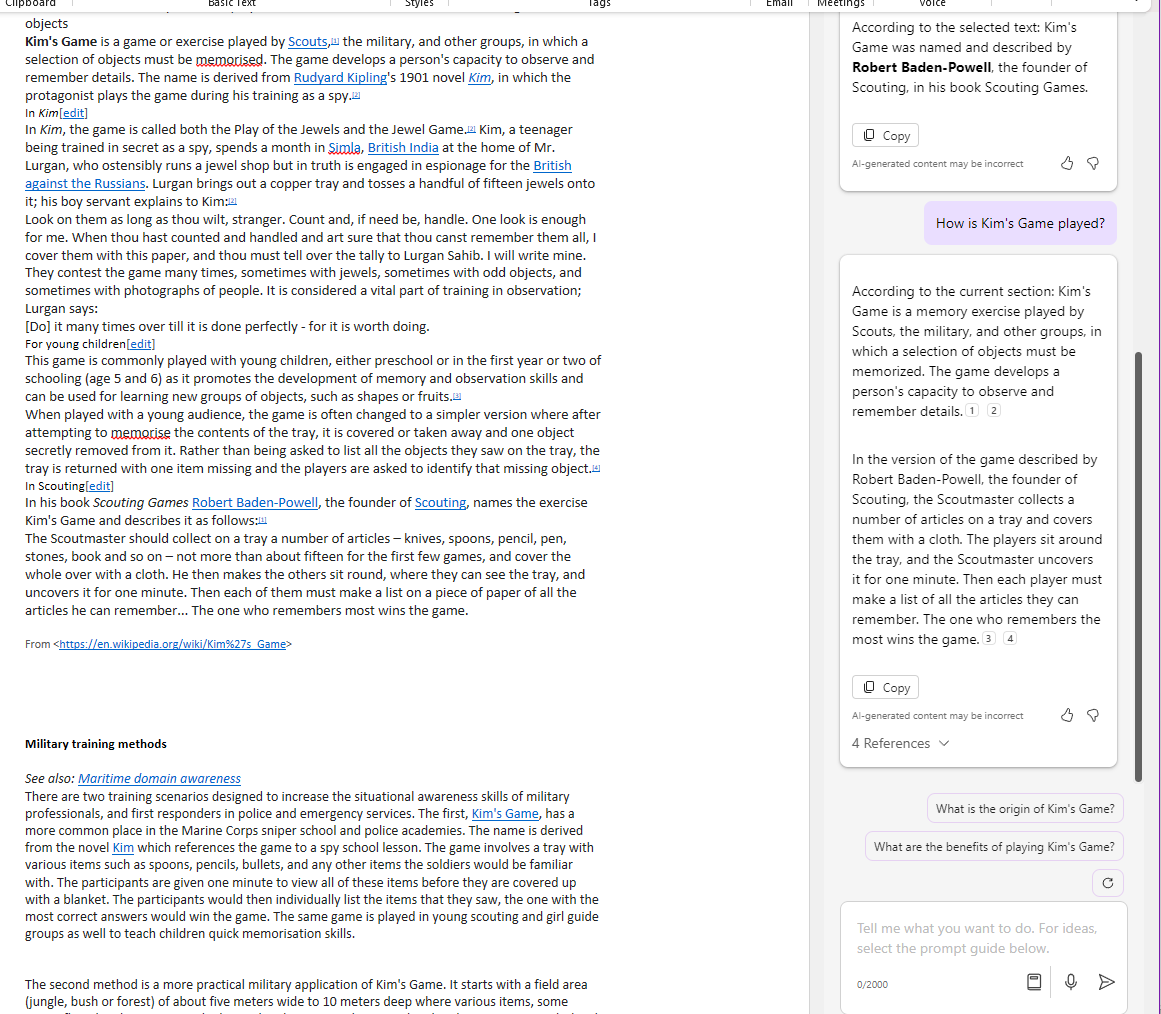 Clipboard
Basic Text
Styles
Tags
Email
Meetings
Voice
objects
Kim's Game is a game or exercise played by Scouts,[1] the military, and other groups, in which a
selection of objects must be memorised. The game develops a person's capacity to observe and
remember details. The name is derived from Rudyard Kipling's 1901 novel Kim, in which the
protagonist plays the game during his training as a spy.[2]
In Kim[edit]
In Kim, the game is called both the Play of the Jewels and the Jewel Game.[2] Kim, a teenager
being trained in secret as a spy, spends a month in Simla, British India at the home of Mr.
Lurgan, who ostensibly runs a jewel shop but in truth is engaged in espionage for the British
against the Russians. Lurgan brings out a copper tray and tosses a handful of fifteen jewels onto
it; his boy servant explains to Kim:[2]
Look on them as long as thou wilt, stranger. Count and, if need be, handle. One look is enough
for me. When thou hast counted and handled and art sure that thou canst remember them all, I
cover them with this paper, and thou must tell over the tally to Lurgan Sahib. I will write mine.
They contest the game many times, sometimes with jewels, sometimes with odd objects, and
sometimes with photographs of people. It is considered a vital part of training in observation;
Lurgan says:
[Do] it many times over till it is done perfectly - for it is worth doing.
For young children[edit]
This game is commonly played with young children, either preschool or in the first year or two of
schooling (age 5 and 6) as it promotes the development of memory and observation skills and
can be used for learning new groups of objects, such as shapes or fruits.[3]
When played with a young audience, the game is often changed to a simpler version where after
attempting to memorise the contents of the tray, it is covered or taken away and one object
secretly removed from it. Rather than being asked to list all the objects they saw on the tray, the
tray is returned with one item missing and the players are asked to identify that missing object.[4]
In Scouting[edit]
In his book Scouting Games Robert Baden-Powell, the founder of Scouting, names the exercise
Kim's Game and describes it as follows:[1]
The Scoutmaster should collect on a tray a number of articles – knives, spoons, pencil, pen,
stones, book and so on – not more than about fifteen for the first few games, and cover the
whole over with a cloth. He then makes the others sit round, where they can see the tray, and
uncovers it for one minute. Then each of them must make a list on a piece of paper of all the
articles he can remember... The one who remembers most wins the game.
From <https://en.wikipedia.org/wiki/Kim%27s_Game>
Military training methods
See also: Maritime domain awareness
There are two training scenarios designed to increase the situational awareness skills of military
professionals, and first responders in police and emergency services. The first, Kim's Game, has a
more common place in the Marine Corps sniper school and police academies. The name is derived
from the novel Kim which references the game to a spy school lesson. The game involves a tray with
various items such as spoons, pencils, bullets, and any other items the soldiers would be familiar
with. The participants are given one minute to view all of these items before they are covered up
with a blanket. The participants would then individually list the items that they saw, the one with the
most correct answers would win the game. The same game is played in young scouting and girl guide
groups as well to teach children quick memorisation skills.
The second method is a more practical military application of Kim's Game. It starts with a field area
(jungle, bush or forest) of about five meters wide to 10 meters deep where various items, some
According to the selected text: Kim's
Game was named and described by
Robert Baden-Powell, the founder of
Scouting, in his book Scouting Games.
Copy
AI-generated content may be incorrect
How is Kim's Game played?
According to the current section: Kim's
Game is a memory exercise played by
Scouts, the military, and other groups, in
which a selection of objects must be
memorized. The game develops a
person's capacity to observe and
remember details. 1 2
In the version of the game described by
Robert Baden-Powell, the founder of
Scouting, the Scoutmaster collects a
number of articles on a tray and covers
them with a cloth. The players sit around
the tray, and the Scoutmaster uncovers
it for one minute. Then each player must
make a list of all the articles they can
remember. The one who remembers the
most wins the game. 3 4
Copy
AI-generated content may be incorrect
4 References
What is the origin of Kim's Game?
What are the benefits of playing Kim's Game?
Tell me what you want to do. For ideas,
select the prompt guide below.
0/2000